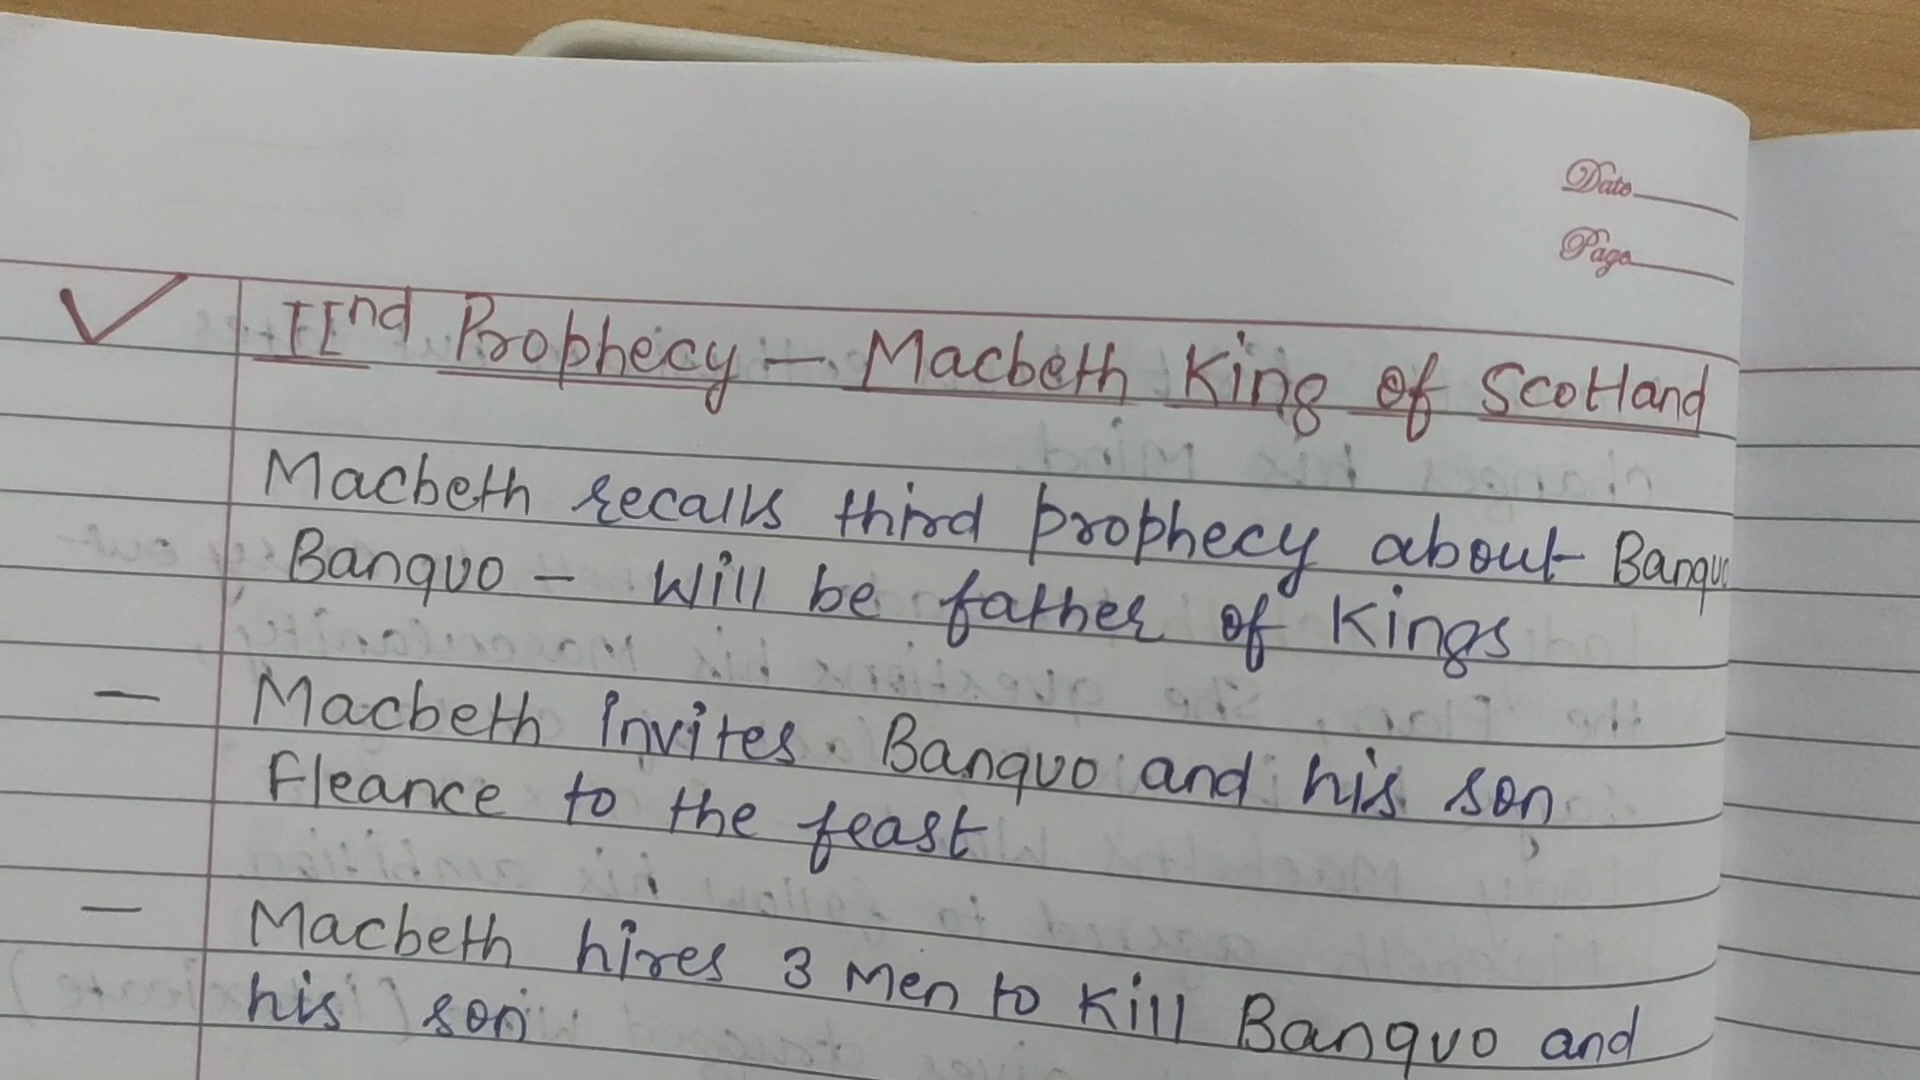 Date
Page
IInd Prophecy — Macbeth King of Scotland
Macbeth recalls third prophecy about Banquo
Banquo — will be father of Kings
— Macbeth invites Banquo and his son
Fleance to the feast
— Macbeth hires 3 Men to Kill Banquo and
his son